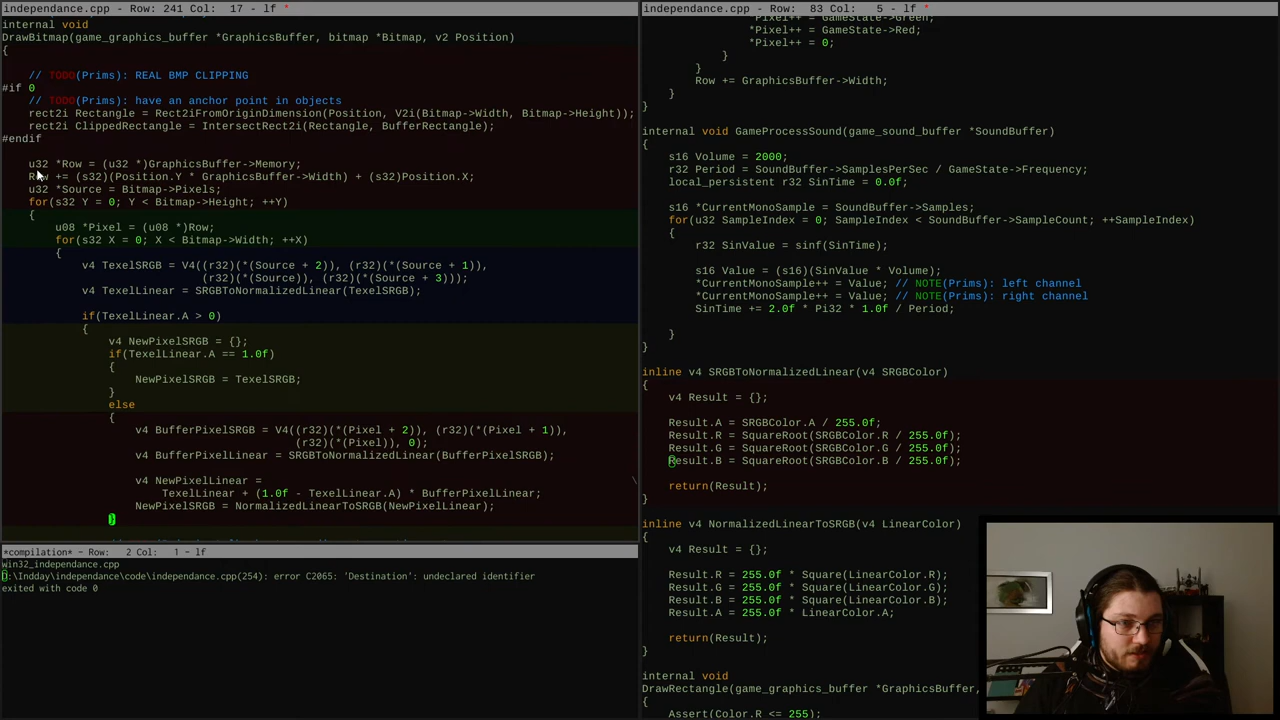 independance.cpp - Row: 241 Col: 17 - lf *
internal void
DrawBitmap(game_graphics_buffer *GraphicsBuffer, bitmap *Bitmap, v2 Position)
{
// TODO(Prims): REAL BMP CLIPPING
#if 0
// TODO(Prims): have an anchor point in objects
rect2i Rectangle = Rect2iFromOriginDimension(Position, V2i(Bitmap->Width, Bitmap->Height));
rect2i ClippedRectangle = IntersectRect2i(Rectangle, BufferRectangle);
#endif
u32 *Row = (u32 *)GraphicsBuffer->Memory;
Row += (s32)(Position.Y * GraphicsBuffer->Width) + (s32)Position.X;
u32 *Source = Bitmap->Pixels;
for(s32 Y = 0; Y < Bitmap->Height; ++Y)
{
u08 *Pixel = (u08 *)Row;
for(s32 X = 0; X < Bitmap->Width; ++X)
{
v4 TexelSRGB = V4((r32)(*(Source + 2)), (r32)(*(Source + 1)),
(r32)(*(Source)), (r32)(*(Source + 3)));
v4 TexelLinear = SRGBToNormalizedLinear(TexelSRGB);
if(TexelLinear.A > 0)
{
v4 NewPixelSRGB = {};
if(TexelLinear.A == 1.0f)
{
NewPixelSRGB = TexelSRGB;
}
else
{
v4 BufferPixelSRGB = V4((r32)(*(Pixel + 2)), (r32)(*(Pixel + 1)),
(r32)(*(Pixel)), 0);
v4 BufferPixelLinear = SRGBToNormalizedLinear(BufferPixelSRGB);
v4 NewPixelLinear = \
TexelLinear + (1.0f - TexelLinear.A) * BufferPixelLinear;
NewPixelSRGB = NormalizedLinearToSRGB(NewPixelLinear);
}
*compilation* - Row: 2 Col: 1 - lf
win32_independance.cpp
D:\Indday\independance\code\independance.cpp(254): error C2065: 'Destination': undeclared identifier
exited with code 0
independance.cpp - Row: 83 Col: 5 - lf *
*Pixel++ = GameState->Green;
*Pixel++ = GameState->Red;
*Pixel++ = 0;
}
}
Row += GraphicsBuffer->Width;
}
}
internal void GameProcessSound(game_sound_buffer *SoundBuffer)
{
s16 Volume = 2000;
r32 Period = SoundBuffer->SamplesPerSec / GameState->Frequency;
local_persistent r32 SinTime = 0.0f;
s16 *CurrentMonoSample = SoundBuffer->Samples;
for(u32 SampleIndex = 0; SampleIndex < SoundBuffer->SampleCount; ++SampleIndex)
{
r32 SinValue = sinf(SinTime);
s16 Value = (s16)(SinValue * Volume);
*CurrentMonoSample++ = Value; // NOTE(Prims): left channel
*CurrentMonoSample++ = Value; // NOTE(Prims): right channel
SinTime += 2.0f * Pi32 * 1.0f / Period;
}
}
inline v4 SRGBToNormalizedLinear(v4 SRGBColor)
{
v4 Result = {};
Result.A = SRGBColor.A / 255.0f;
Result.R = SquareRoot(SRGBColor.R / 255.0f);
Result.G = SquareRoot(SRGBColor.G / 255.0f);
Result.B = SquareRoot(SRGBColor.B / 255.0f);
return(Result);
}
inline v4 NormalizedLinearToSRGB(v4 LinearColor)
{
v4 Result = {};
Result.R = 255.0f * Square(LinearColor.R);
Result.G = 255.0f * Square(LinearColor.G);
Result.B = 255.0f * Square(LinearColor.B);
Result.A = 255.0f * LinearColor.A;
return(Result);
}
internal void
DrawRectangle(game_graphics_buffer *GraphicsBuffer,
{
Assert(Color.R <= 255);